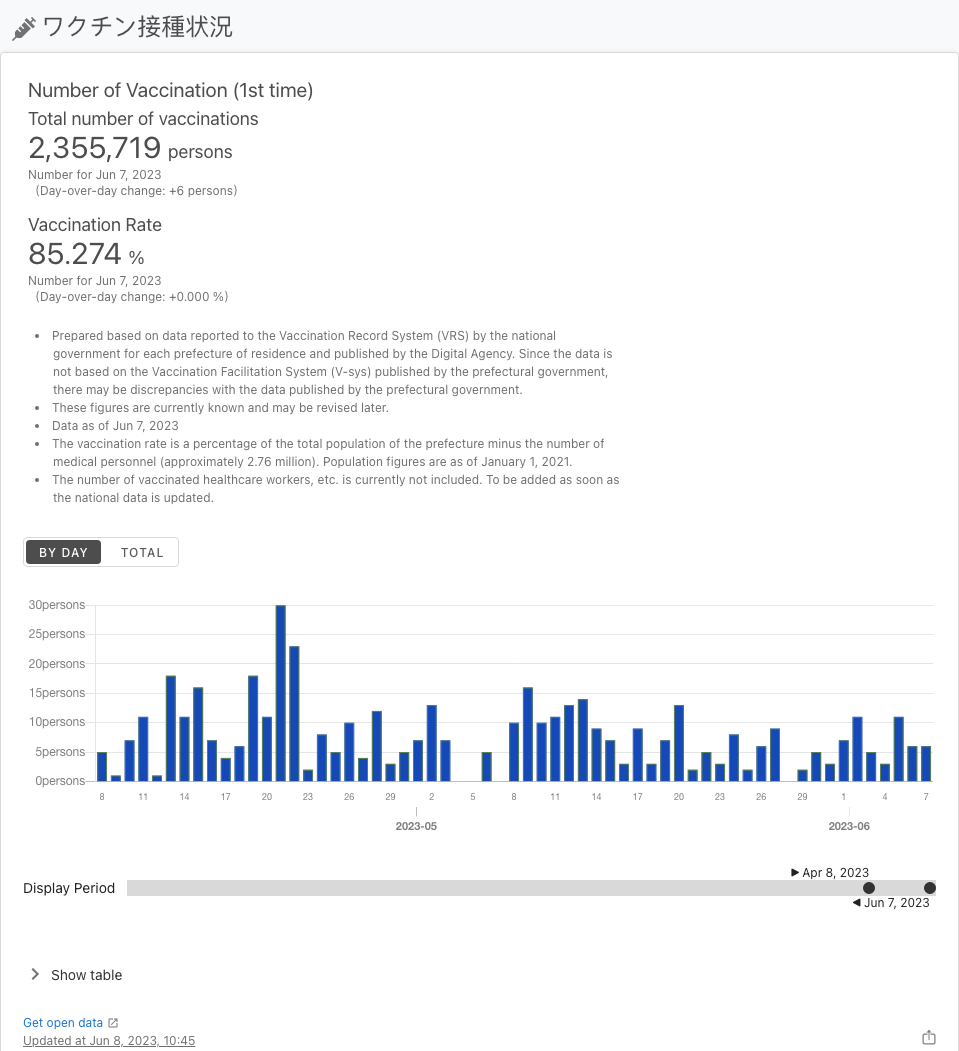 ワクチン接種状況
Number of Vaccination (1st time)
Total number of vaccinations
2,355,719 persons
Number for Jun 7, 2023
(Day-over-day change: +6 persons)
Vaccination Rate
85.274 %
Number for Jun 7, 2023
(Day-over-day change: +0.000 %)
• Prepared based on data reported to the Vaccination Record System (VRS) by the national
government for each prefecture of residence and published by the Digital Agency. Since the data is
not based on the Vaccination Facilitation System (V-sys) published by the prefectural government,
there may be discrepancies with the data published by the prefectural government.
• These figures are currently known and may be revised later.
• Data as of Jun 7, 2023
• The vaccination rate is a percentage of the total population of the prefecture minus the number of
medical personnel (approximately 2.76 million). Population figures are as of January 1, 2021.
• The number of vaccinated healthcare workers, etc. is currently not included. To be added as soon as
the national data is updated.
BY DAY TOTAL
30persons
25persons
20persons
15persons
10persons
5persons
0persons
8 11 14 17 20 23 26 29 2 5 8 11 14 17 20 23 26 29 1 4 7
2023-05 2023-06
Apr 8, 2023
Display Period
Jun 7, 2023
Show table
Get open data
Updated at Jun 8, 2023, 10:45